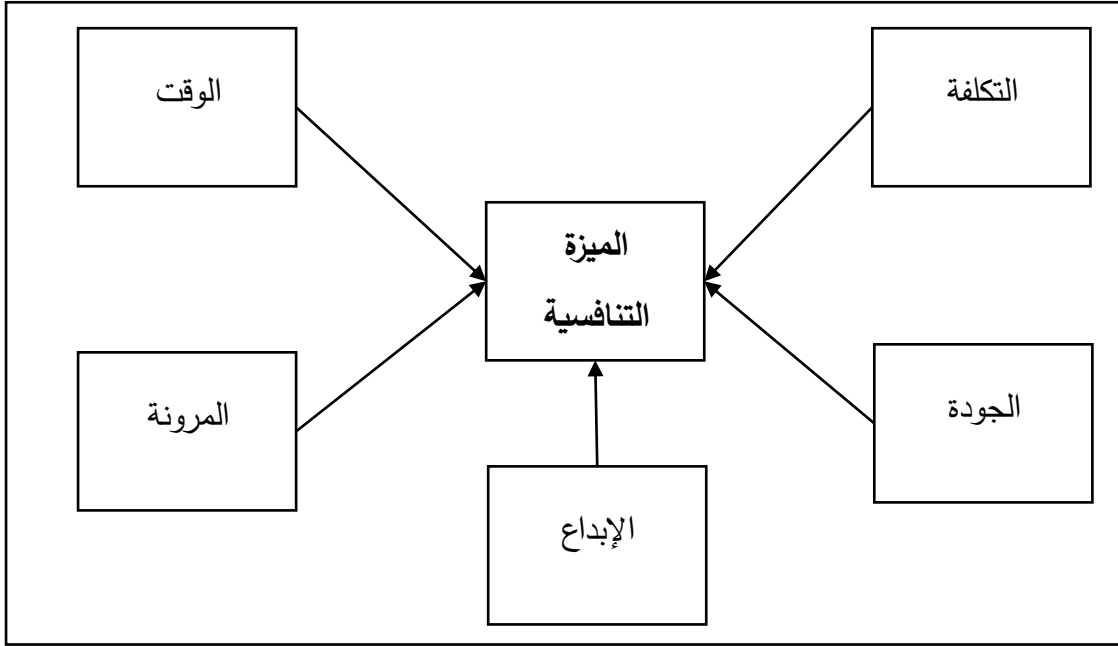 التكلفة
الوقت
الميزة
التنافسية
الجودة
المرونة
الإبداع